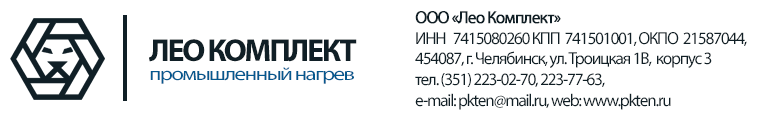 ЛЕО КОМПЛЕКТ
промышленный нагрев
ООО «Лео Комплект»
ИНН 7415080260 КПП 741501001, ОКПО 21587044,
454087, г. Челябинск, ул. Троицкая 1В, корпус 3
тел. (351) 223-02-70, 223-77-63,
e-mail: pkten@mail.ru, web: www.pkten.ru